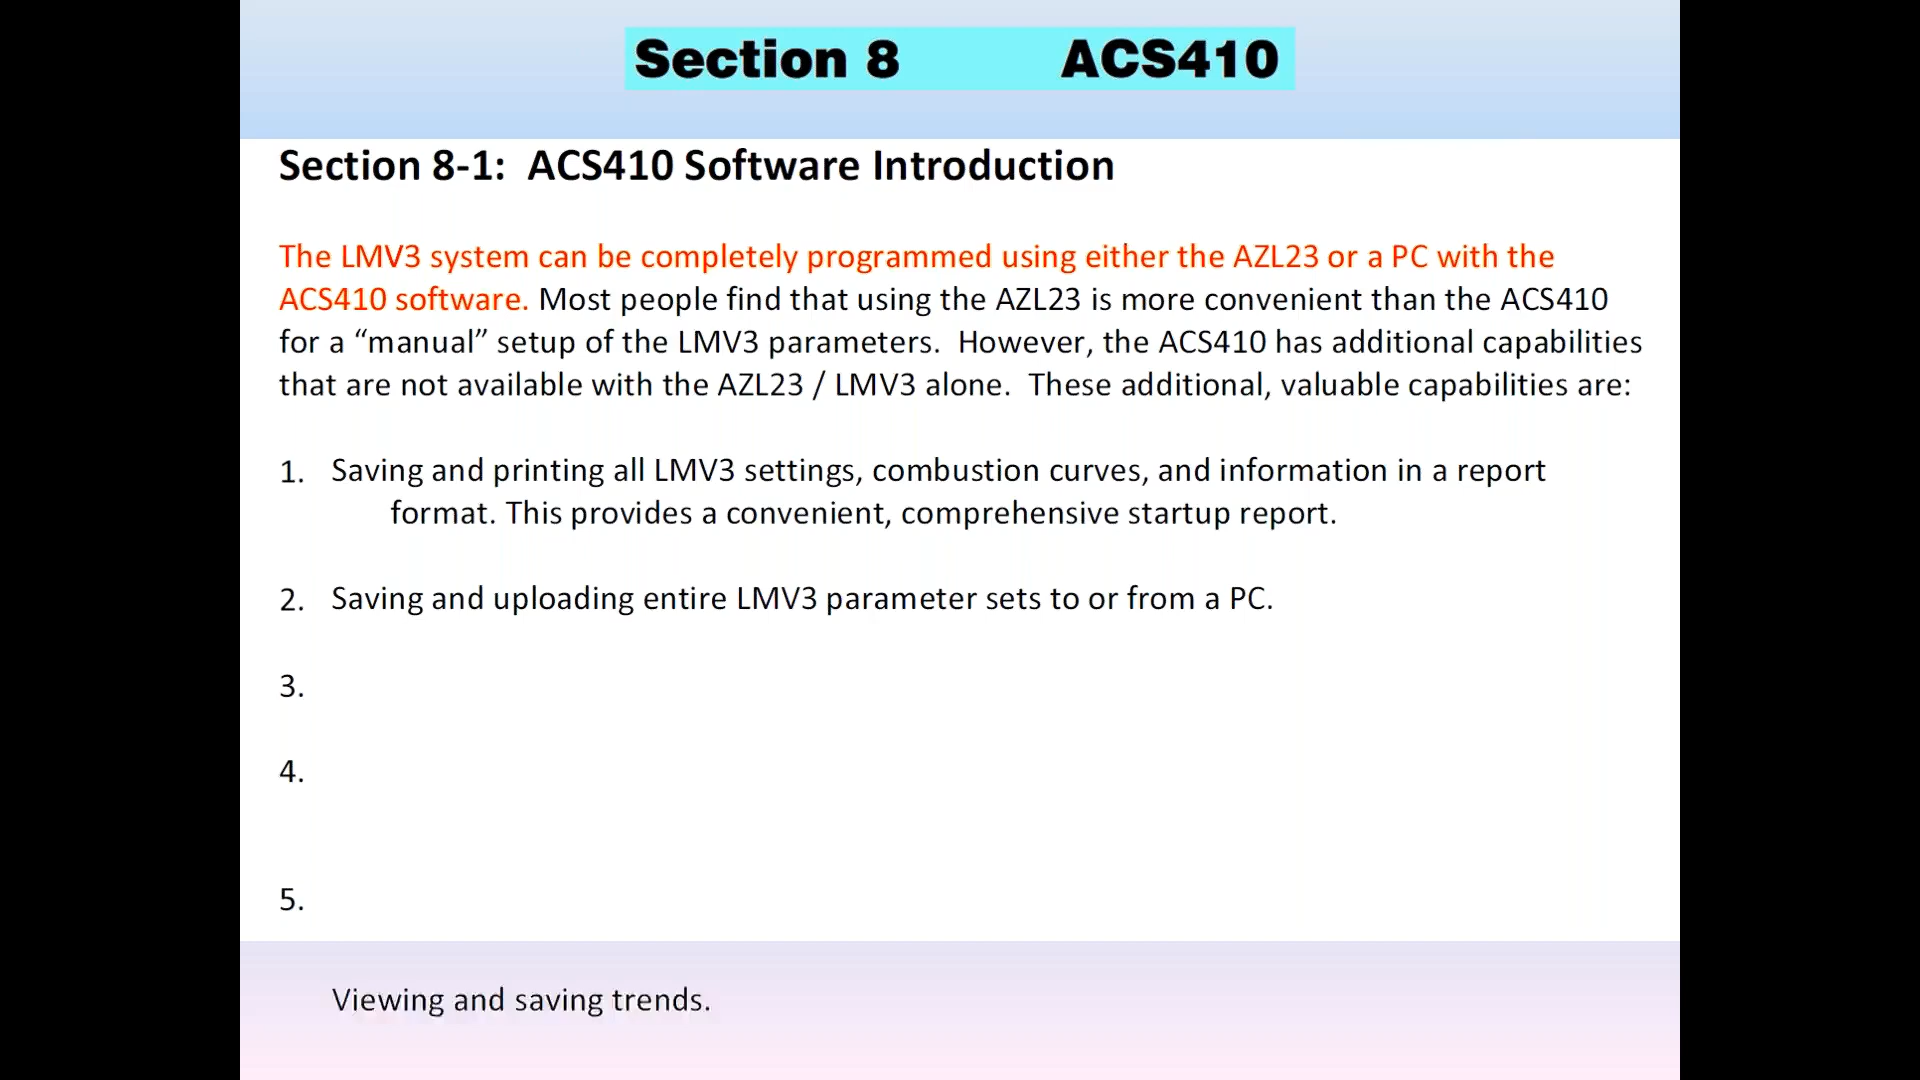 Section 8 ACS410
Section 8-1: ACS410 Software Introduction
The LMV3 system can be completely programmed using either the AZL23 or a PC with the
ACS410 software. Most people find that using the AZL23 is more convenient than the ACS410
for a “manual” setup of the LMV3 parameters. However, the ACS410 has additional capabilities
that are not available with the AZL23 / LMV3 alone. These additional, valuable capabilities are:
1. Saving and printing all LMV3 settings, combustion curves, and information in a report
format. This provides a convenient, comprehensive startup report.
2. Saving and uploading entire LMV3 parameter sets to or from a PC.
3.
4.
5.
Viewing and saving trends.